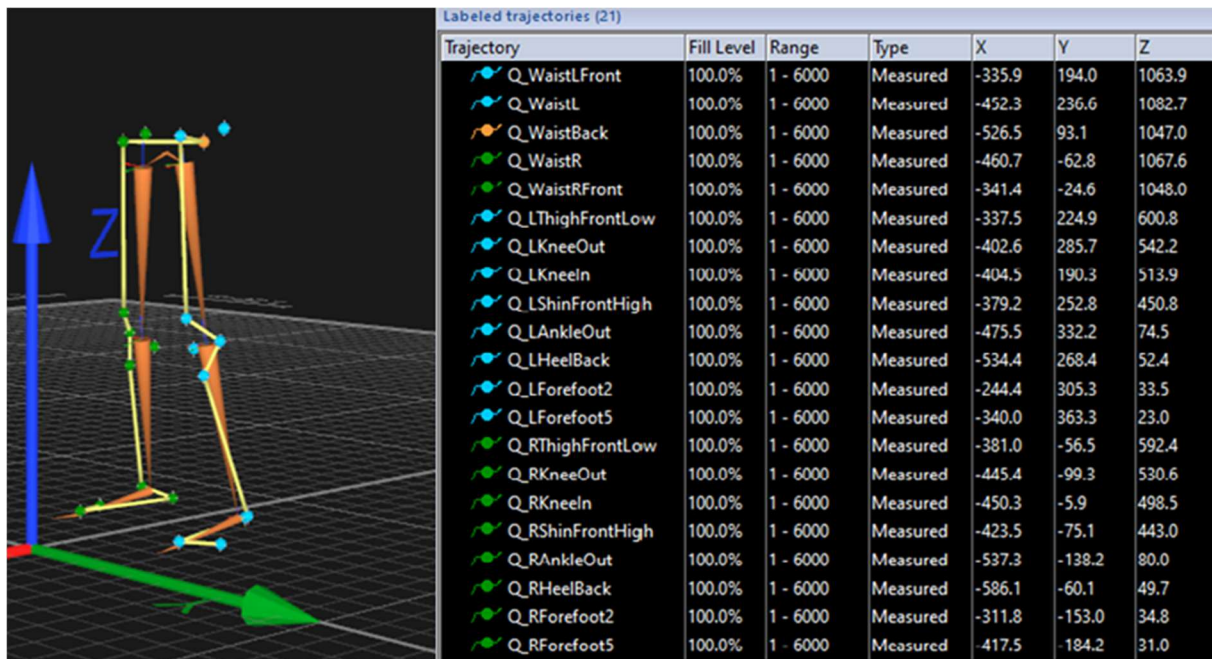 Labeled trajectories (21)
Trajectory Fill Level Range Type X Y Z
Q_WaistLFront 100.0% 1 - 6000 Measured -335.9 194.0 1063.9
Q_WaistL 100.0% 1 - 6000 Measured -452.3 236.6 1082.7
Q_WaistBack 100.0% 1 - 6000 Measured -526.5 93.1 1047.0
Q_WaistR 100.0% 1 - 6000 Measured -460.7 -62.8 1067.6
Q_WaistRFront 100.0% 1 - 6000 Measured -341.4 -24.6 1048.0
Q_LThighFrontLow 100.0% 1 - 6000 Measured -337.5 224.9 600.8
Q_LKneeOut 100.0% 1 - 6000 Measured -402.6 285.7 542.2
Q_LKneeIn 100.0% 1 - 6000 Measured -404.5 190.3 513.9
Q_LShinFrontHigh 100.0% 1 - 6000 Measured -379.2 252.8 450.8
Q_LAnkleOut 100.0% 1 - 6000 Measured -475.5 332.2 74.5
Q_LHeelBack 100.0% 1 - 6000 Measured -534.4 268.4 52.4
Q_LForefoot2 100.0% 1 - 6000 Measured -244.4 305.3 33.5
Q_LForefoot5 100.0% 1 - 6000 Measured -340.0 363.3 23.0
Q_RThighFrontLow 100.0% 1 - 6000 Measured -381.0 -56.5 592.4
Q_RKneeOut 100.0% 1 - 6000 Measured -445.4 -99.3 530.6
Q_RKneeIn 100.0% 1 - 6000 Measured -450.3 -5.9 498.5
Q_RShinFrontHigh 100.0% 1 - 6000 Measured -423.5 -75.1 443.0
Q_RAnkleOut 100.0% 1 - 6000 Measured -537.3 -138.2 80.0
Q_RHeelBack 100.0% 1 - 6000 Measured -586.1 -60.1 49.7
Q_RForefoot2 100.0% 1 - 6000 Measured -311.8 -153.0 34.8
Q_RForefoot5 100.0% 1 - 6000 Measured -417.5 -184.2 31.0
Z
Y